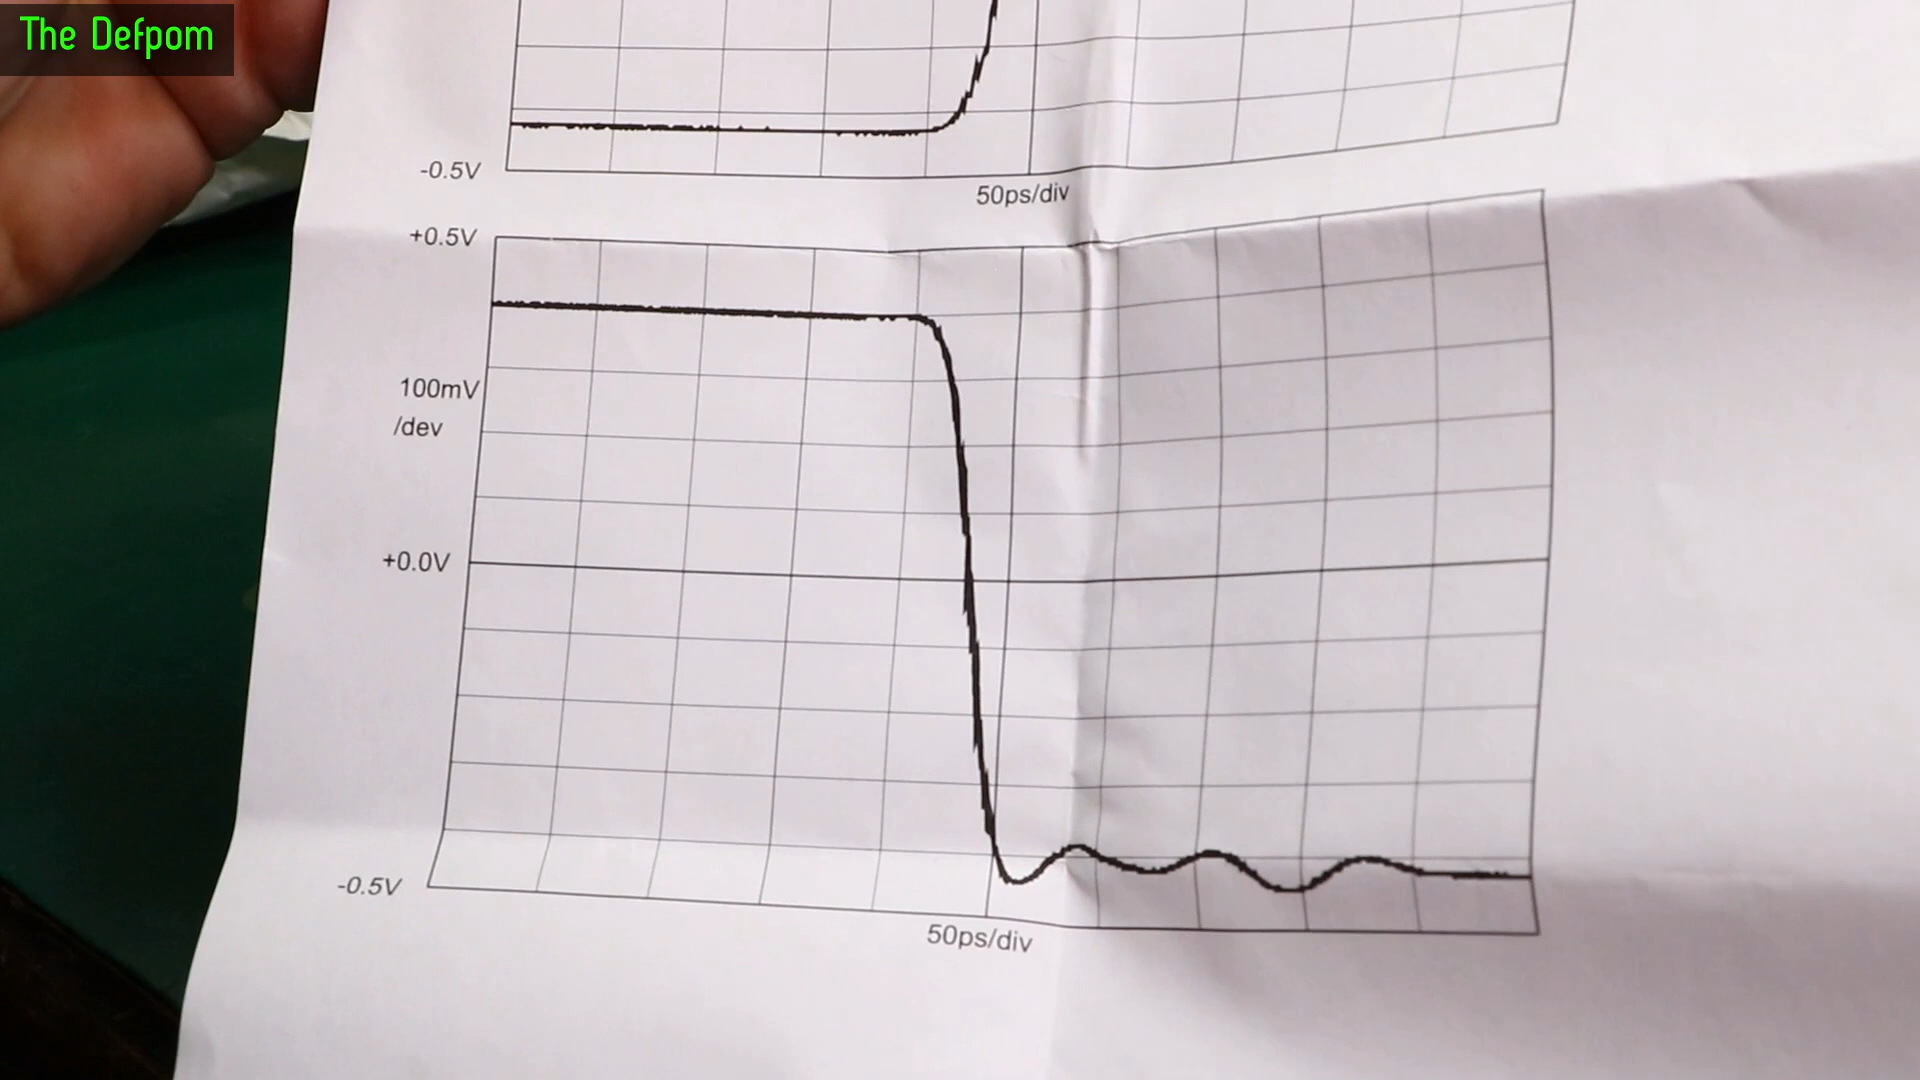 The Defpom
-0.5V
50ps/div
+0.5V
100mV
/dev
+0.0V
-0.5V
50ps/div